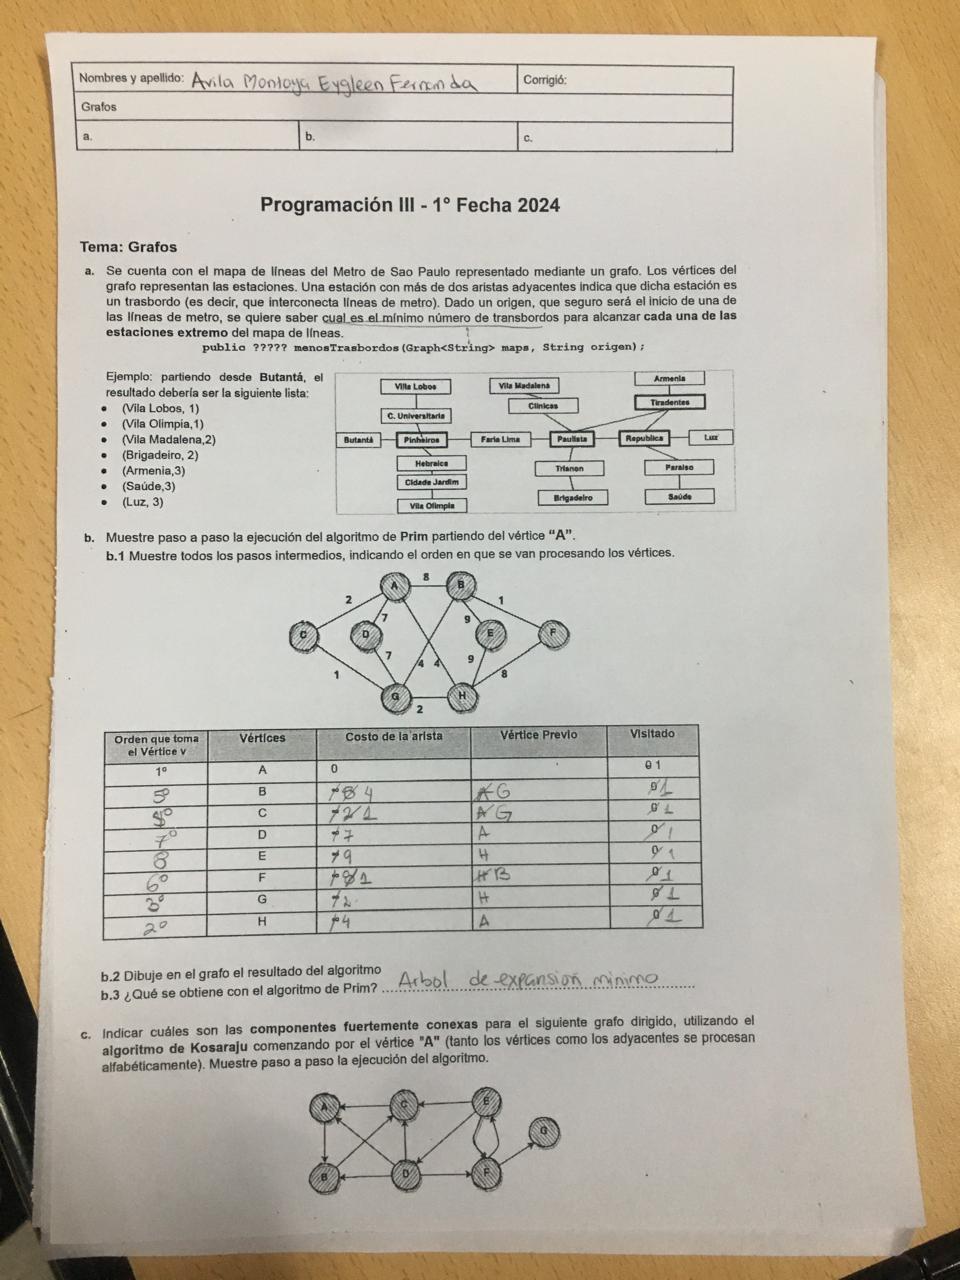 Nombres y apellido: Avila Montoya Eygleen Fernanda Corrigió:
Grafos
a. b. c.
Programación III - 1° Fecha 2024
Tema: Grafos
a. Se cuenta con el mapa de líneas del Metro de Sao Paulo representado mediante un grafo. Los vértices del
grafo representan las estaciones. Una estación con más de dos aristas adyacentes indica que dicha estación es
un trasbordo (es decir, que interconecta líneas de metro). Dado un origen, que seguro será el inicio de una de
las líneas de metro, se quiere saber cual es el mínimo número de transbordos para alcanzar cada una de las
estaciones extremo del mapa de líneas.
public ????? menosTrasbordos(Graph<String> mapa, String origen);
Ejemplo: partiendo desde Butantá, el
resultado debería ser la siguiente lista:
• (Vila Lobos, 1)
• (Vila Olimpia,1)
• (Vila Madalena,2)
• (Brigadeiro, 2)
• (Armenia,3)
• (Saúde,3)
• (Luz, 3)
Villa Lobos Vila Madalena Armenia
Clinicas Tiradentes
C. Universitaria
Butantá Pinheiros Faria Lima Paulista Republica Luz
Hebraica Trianon Paraiso
Cidade Jardim
Vila Olimpia Brigadeiro Saúde
b. Muestre paso a paso la ejecución del algoritmo de Prim partiendo del vértice "A".
b.1 Muestre todos los pasos intermedios, indicando el orden en que se van procesando los vértices.
A 8 B
2 7 9 1
C D E F
1 7 4 4 9 8
G 2 H
Orden que toma Vértices Costo de la arista Vértice Previo Visitado
el Vértice v
1° A 0 0 1
5° B 8 4 A G 0 1
C 2 1 A G 0 1
7° D 7 A 0 1
8 E 9 H 0 1
6° F 8 1 H B 0 1
3° G 2 H 0 1
2° H 4 A 0 1
b.2 Dibuje en el grafo el resultado del algoritmo
b.3 ¿Qué se obtiene con el algoritmo de Prim? Arbol de expansión minimo
c. Indicar cuáles son las componentes fuertemente conexas para el siguiente grafo dirigido, utilizando el
algoritmo de Kosaraju comenzando por el vértice "A" (tanto los vértices como los adyacentes se procesan
alfabéticamente). Muestre paso a paso la ejecución del algoritmo.
A C E
G
B D F